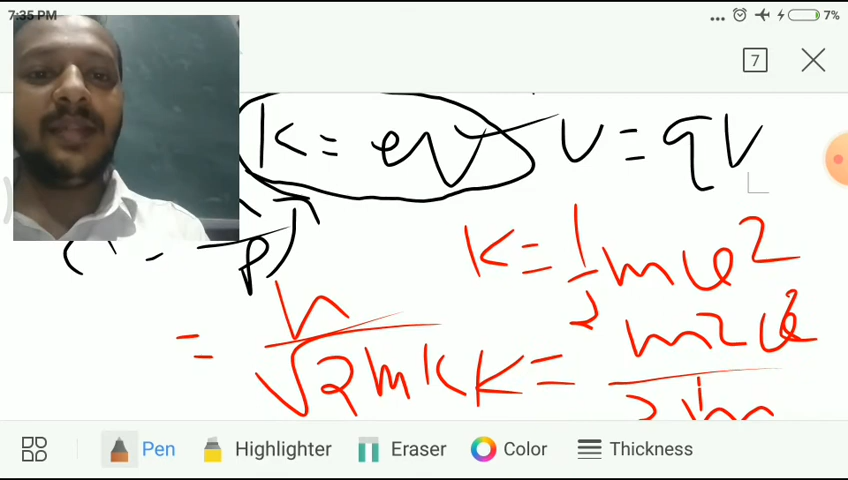 7:35 PM ... 7%
7
K = eV U = qV
K = 1/2 mv2
= h/√2mK K = m2v2/2m
Pen Highlighter Eraser Color Thickness